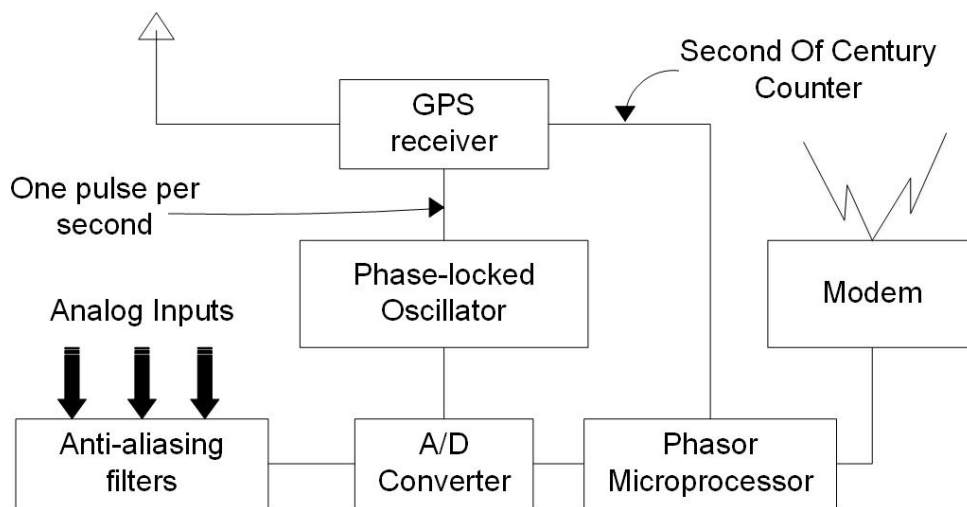 Second Of Century
Counter
GPS
receiver
One pulse per
second
Phase-locked
Oscillator
Modem
Analog Inputs
Anti-aliasing
filters
A/D
Converter
Phasor
Microprocessor